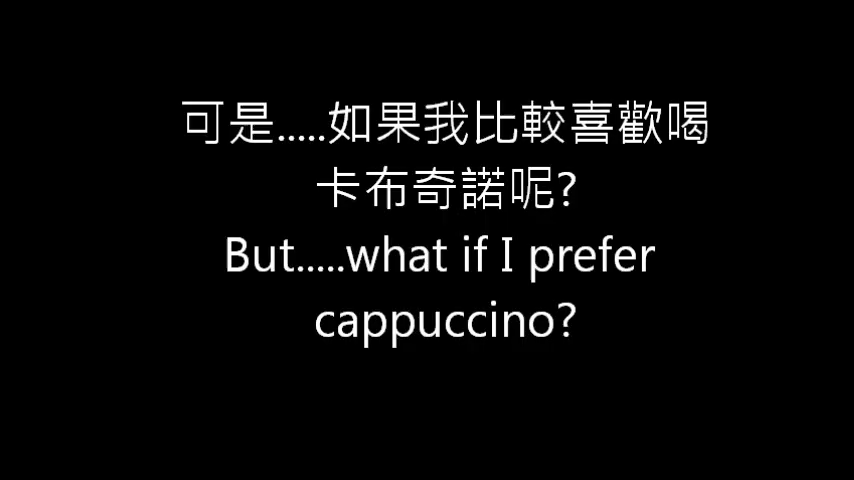 可是.....如果我比較喜歡喝
卡布奇諾呢?
But.....what if I prefer
cappuccino?